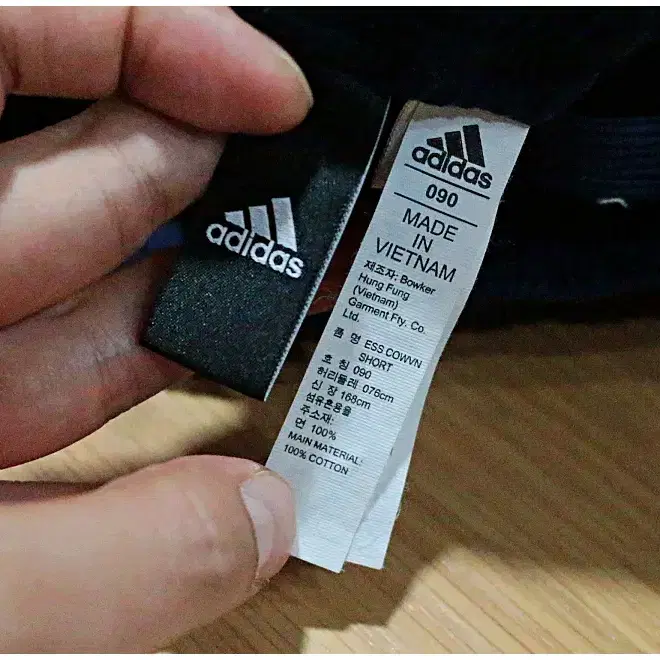 adidas
adidas
090
MADE
IN
VIETNAM
제조자: Bowker
Hung Fung
(Vietnam)
Garment Fty. Co.
Ltd.
품 명 ESS COWVN
SHORT
호 칭 090
허리둘레 076cm
신 장 168cm
섬유혼용율
주소재:
면 100%
MAIN MATERIAL:
100% COTTON